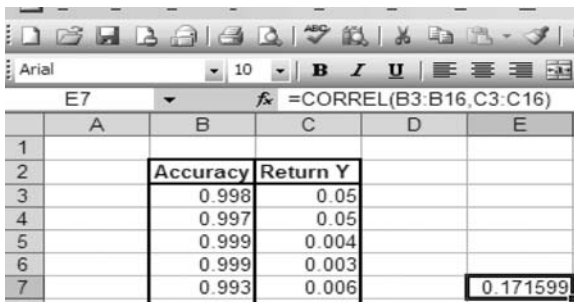 ABC
Arial 10 B I U
E7 fx =CORREL(B3:B16,C3:C16)
A B C D E
1
2 Accuracy Return Y
3 0.998 0.05
4 0.997 0.05
5 0.999 0.004
6 0.999 0.003
7 0.993 0.006 0.171599